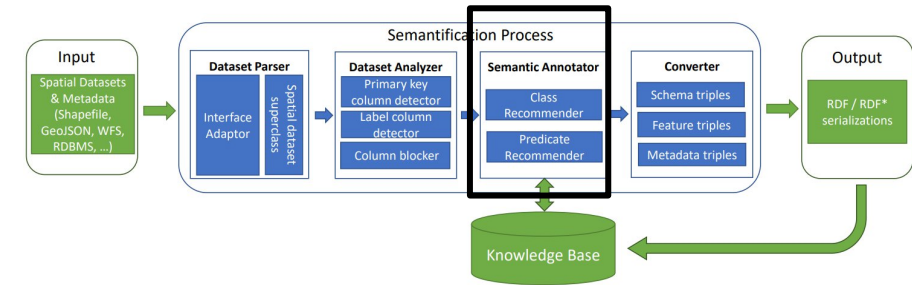 Semantification Process
Input
Spatial Datasets
& Metadata
(Shapefile,
GeoJSON, WFS,
RDBMS, ...)
Dataset Parser
Interface
Adaptor
Spatial dataset
superclass
Dataset Analyzer
Primary key
column detector
Label column
detector
Column blocker
Semantic Annotator
Class
Recommender
Predicate
Recommender
Converter
Schema triples
Feature triples
Metadata triples
Output
RDF / RDF*
serializations
Knowledge Base